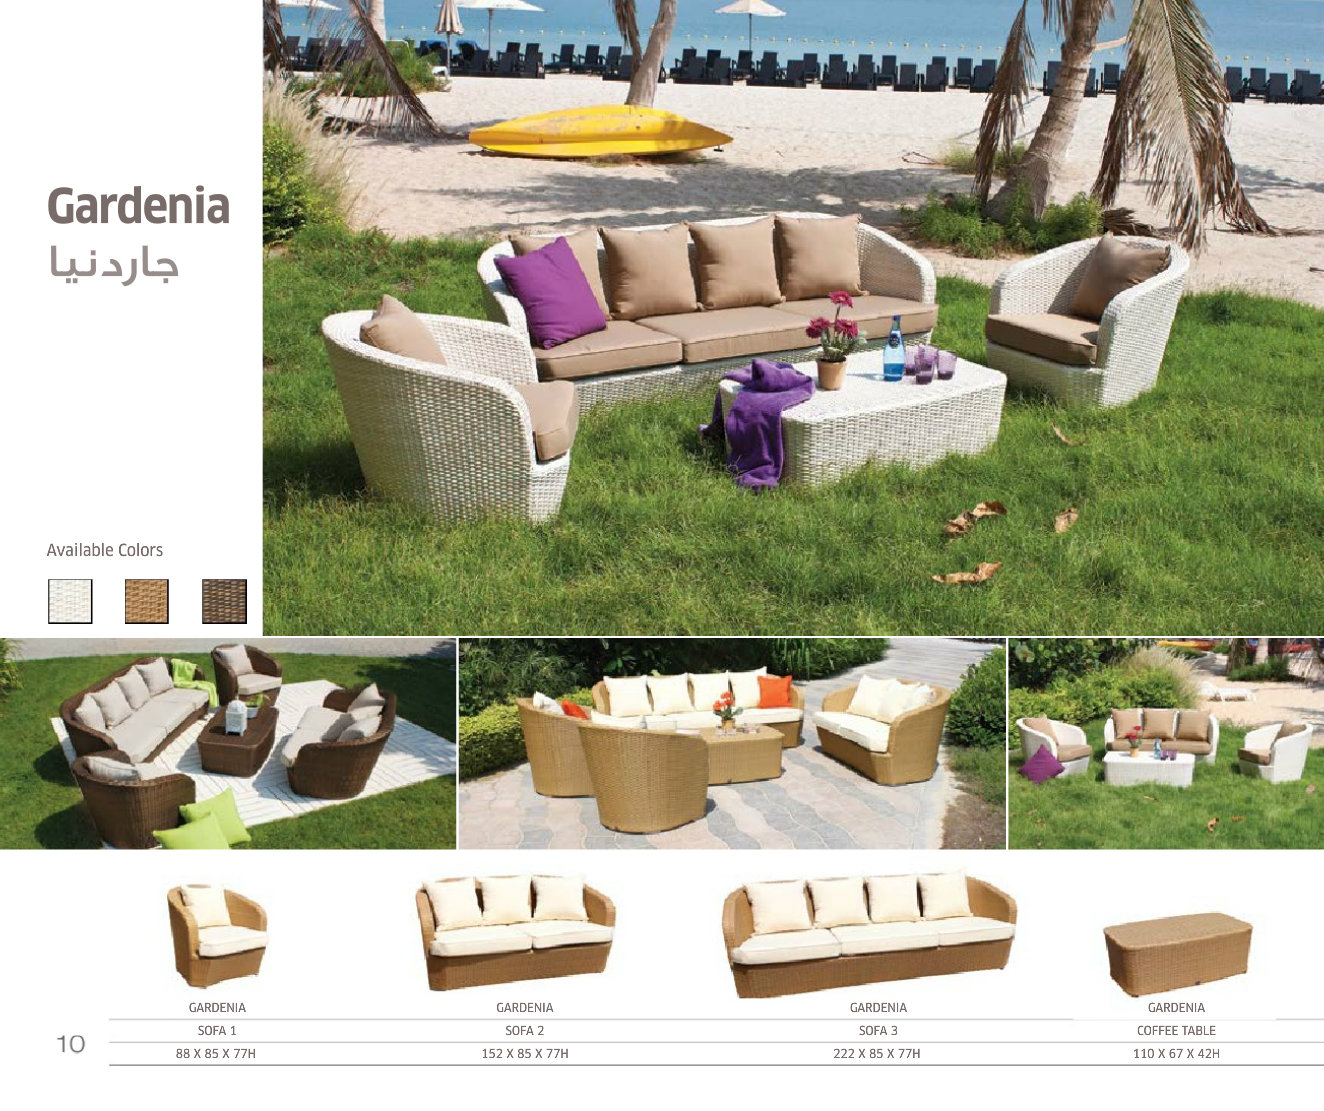 Gardenia
جاردنيا
Available Colors
GARDENIA GARDENIA GARDENIA GARDENIA
SOFA 1 SOFA 2 SOFA 3 COFFEE TABLE
88 X 85 X 77H 152 X 85 X 77H 222 X 85 X 77H 110 X 67 X 42H
10